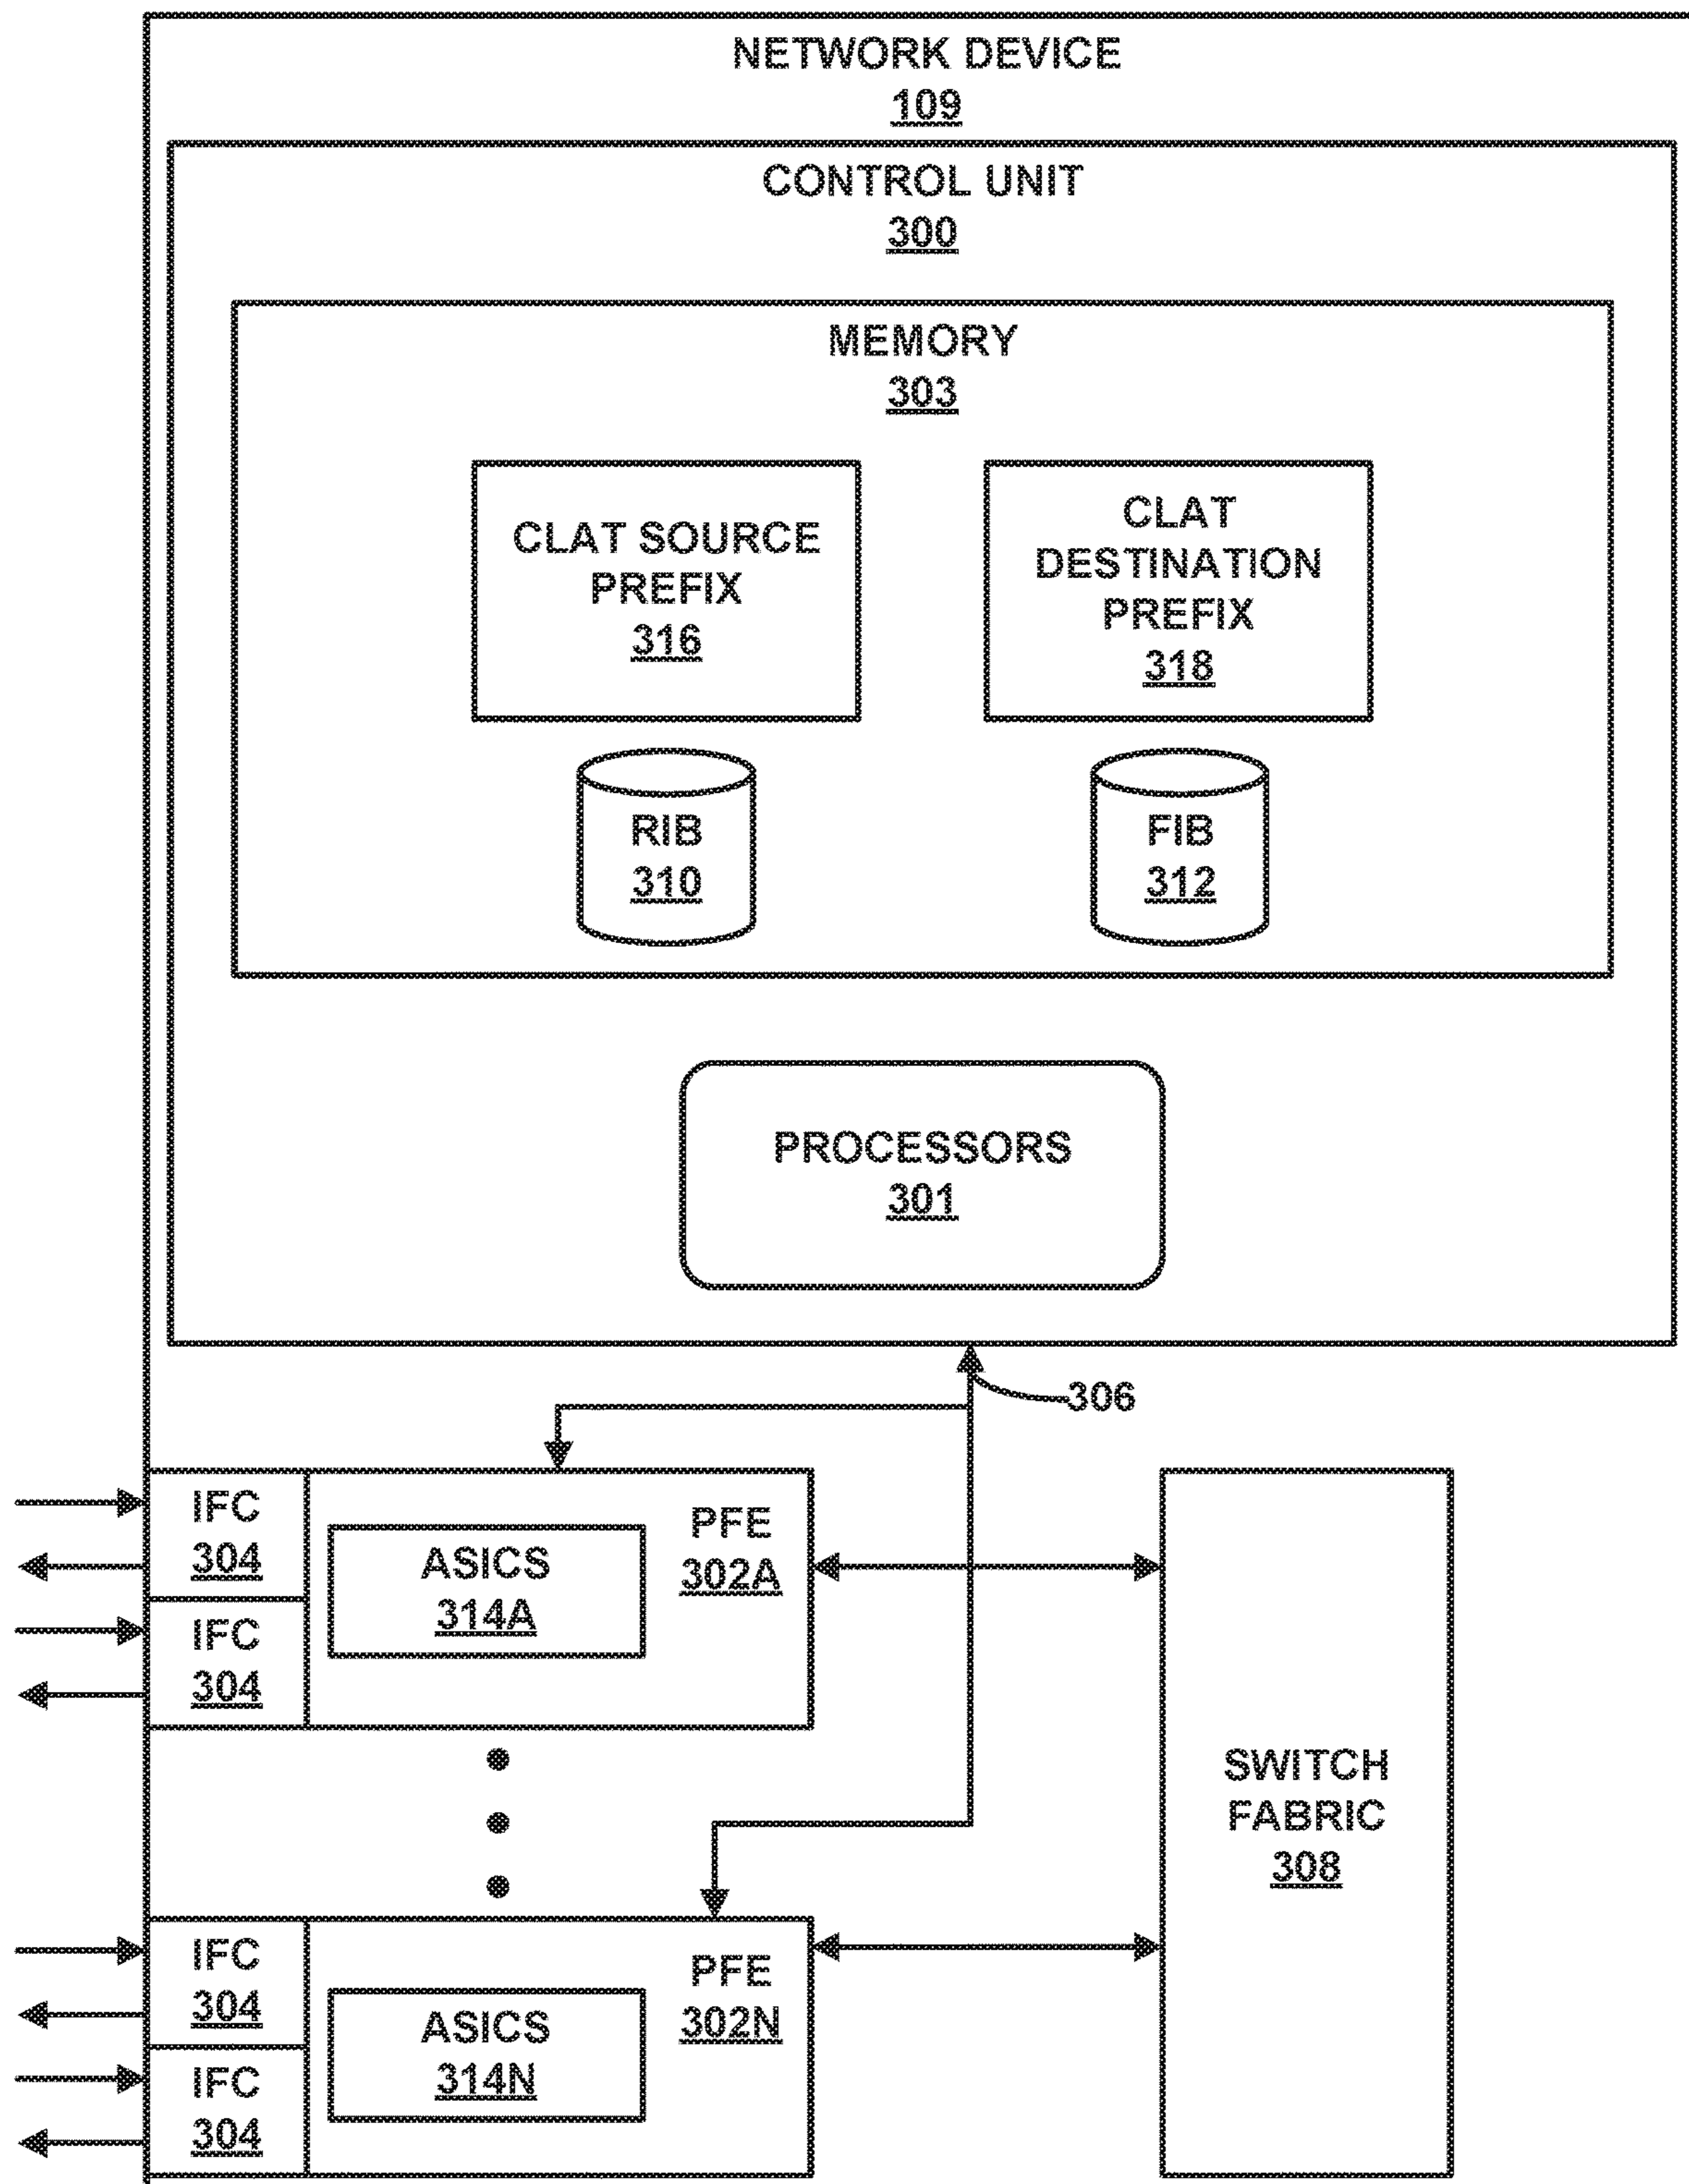 NETWORK DEVICE
109
CONTROL UNIT
300
MEMORY
303
CLAT SOURCE
PREFIX
316
CLAT
DESTINATION
PREFIX
318
RIB
310
FIB
312
PROCESSORS
301
306
IFC
304
IFC
304
ASICS
314A
PFE
302A
SWITCH
FABRIC
308
IFC
304
IFC
304
ASICS
314N
PFE
302N